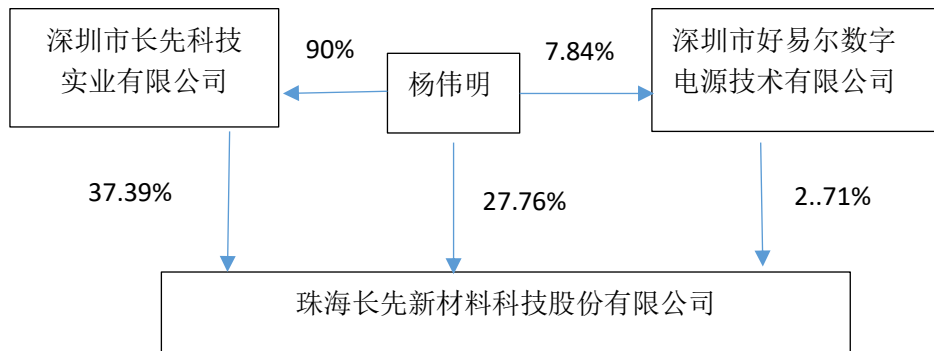 深圳市长先科技
实业有限公司
90%
杨伟明
7.84%
深圳市好易尔数字
电源技术有限公司
37.39%
27.76%
2..71%
珠海长先新材料科技股份有限公司